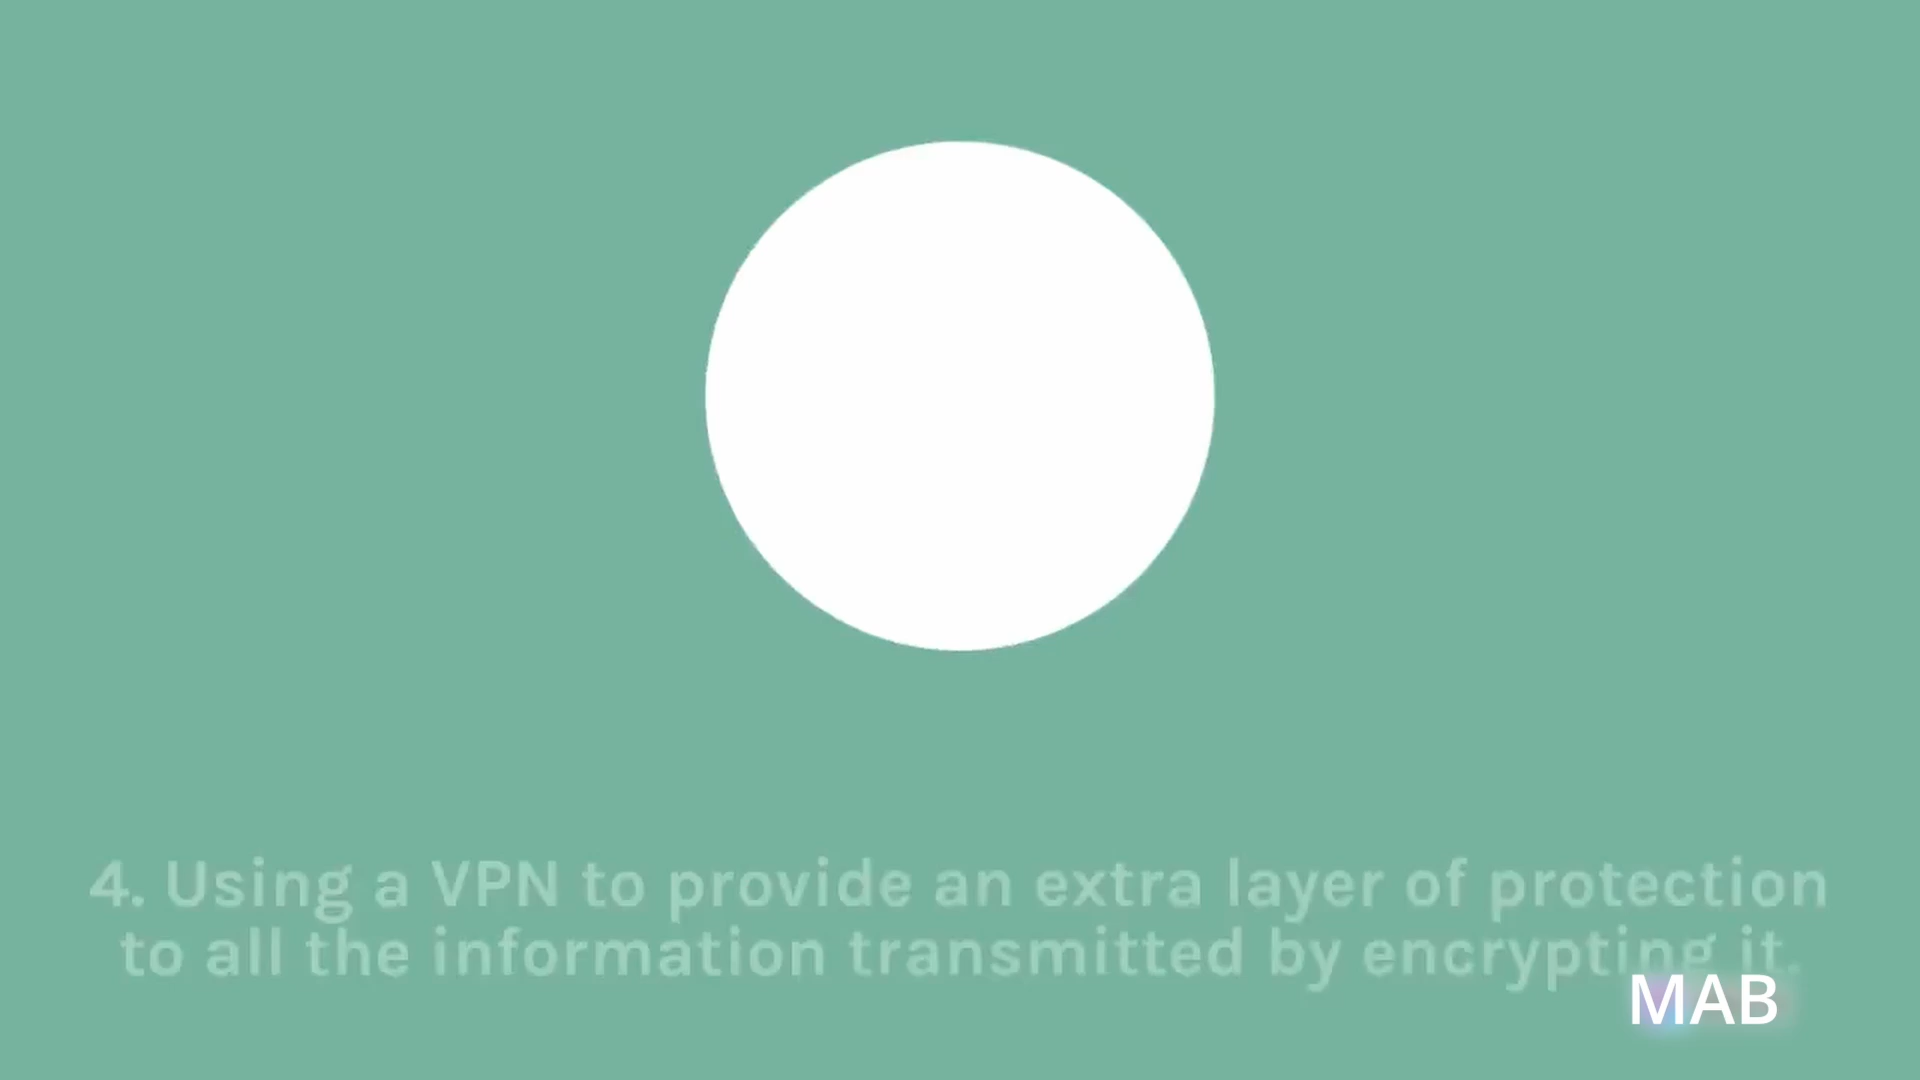 4. Using a VPN to provide an extra layer of protection
to all the information transmitted by encrypting it.
MAB